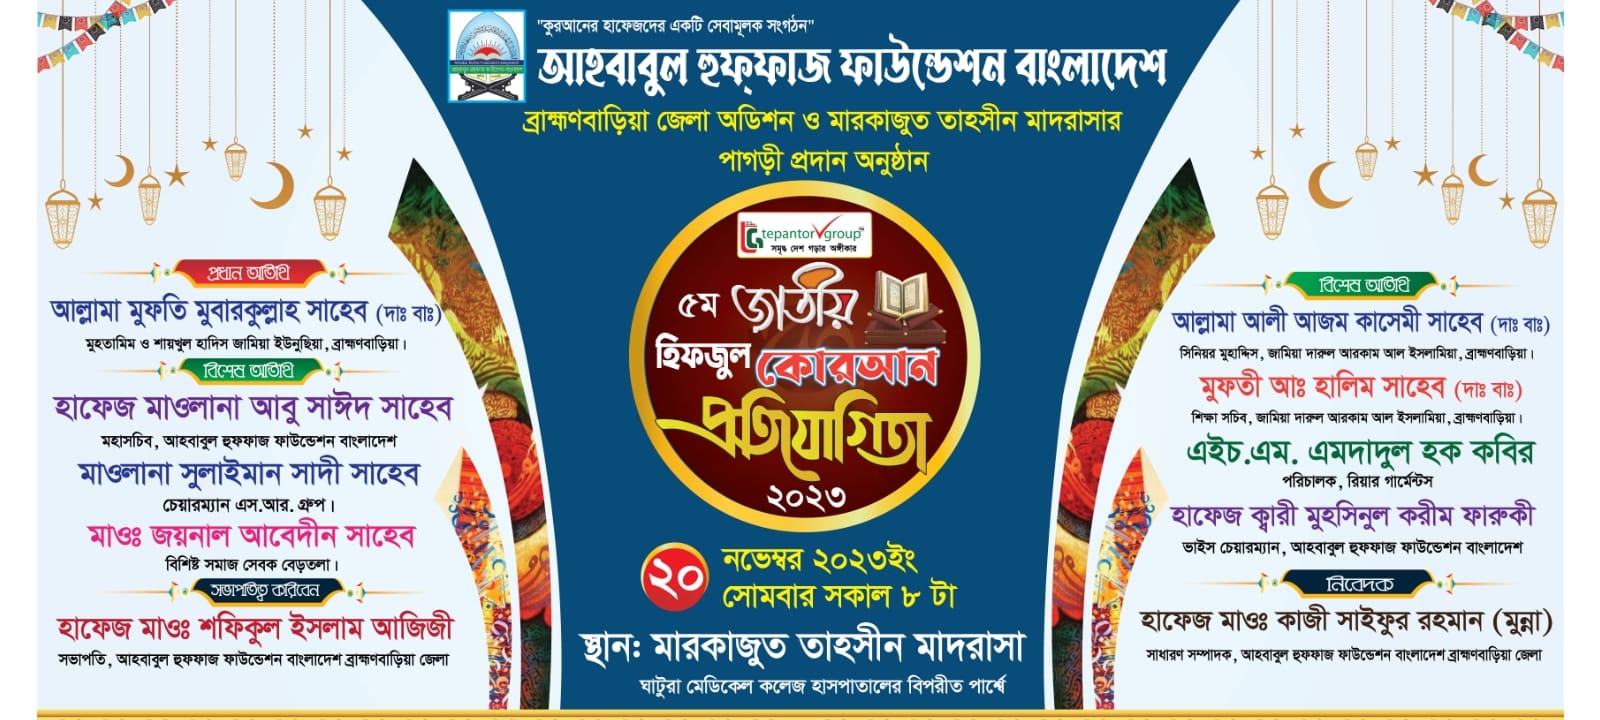 "কুরআনের হাফেজদের একটি সেবামূলক সংগঠন"
আহবাবুল হুফ্ফাজ ফাউন্ডেশন বাংলাদেশ
ব্রাহ্মণবাড়িয়া জেলা অডিশন ও মারকাজুত তাহসীন মাদরাসার
পাগড়ী প্রদান অনুষ্ঠান
tepantor group
সমৃদ্ধ দেশ গড়ার অঙ্গীকার
৫ম জাতীয়
হিফজুল কোরআন
প্রতিযোগিতা
২০২৩
২০ নভেম্বর ২০২৩ইং
সোমবার সকাল ৮ টা
স্থান: মারকাজুত তাহসীন মাদরাসা
ঘাটুরা মেডিকেল কলেজ হাসপাতালের বিপরীত পার্শ্বে
প্রধান অতিথি
আল্লামা মুফতি মুবারকুল্লাহ সাহেব (দাঃ বাঃ)
মুহতামিম ও শায়খুল হাদিস জামিয়া ইউনুছিয়া, ব্রাহ্মণবাড়িয়া।
বিশেষ অতিথি
হাফেজ মাওলানা আবু সাঈদ সাহেব
মহাসচিব, আহবাবুল হুফফাজ ফাউন্ডেশন বাংলাদেশ
মাওলানা সুলাইমান সাদী সাহেব
চেয়ারম্যান এস.আর. গ্রুপ।
মাওঃ জয়নাল আবেদীন সাহেব
বিশিষ্ট সমাজ সেবক বেড়তলা।
সভাপতিত্ব করিবেন
হাফেজ মাওঃ শফিকুল ইসলাম আজিজী
সভাপতি, আহবাবুল হুফফাজ ফাউন্ডেশন বাংলাদেশ ব্রাহ্মণবাড়িয়া জেলা
বিশেষ অতিথি
আল্লামা আলী আজম কাসেমী সাহেব (দাঃ বাঃ)
সিনিয়র মুহাদ্দিস, জামিয়া দারুল আরকাম আল ইসলামিয়া, ব্রাহ্মণবাড়িয়া।
মুফতী আঃ হালিম সাহেব (দাঃ বাঃ)
শিক্ষা সচিব, জামিয়া দারুল আরকাম আল ইসলামিয়া, ব্রাহ্মণবাড়িয়া।
এইচ.এম. এমদাদুল হক কবির
পরিচালক, রিয়ার গার্মেন্টস
হাফেজ ক্বারী মুহসিনুল করীম ফারুকী
ভাইস চেয়ারম্যান, আহবাবুল হুফফাজ ফাউন্ডেশন বাংলাদেশ
নিবেদক
হাফেজ মাওঃ কাজী সাইফুর রহমান (মুন্না)
সাধারণ সম্পাদক, আহবাবুল হুফফাজ ফাউন্ডেশন বাংলাদেশ ব্রাহ্মণবাড়িয়া জেলা